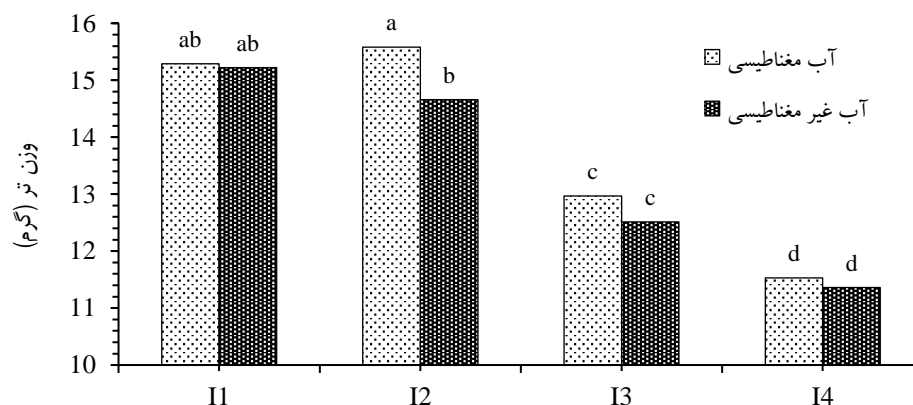 16
15
14
13
12
11
10
وزن تر (گرم)
ab
ab
a
b
c
c
d
d
آب مغناطیسی
آب غیر مغناطیسی
I1
I2
I3
I4